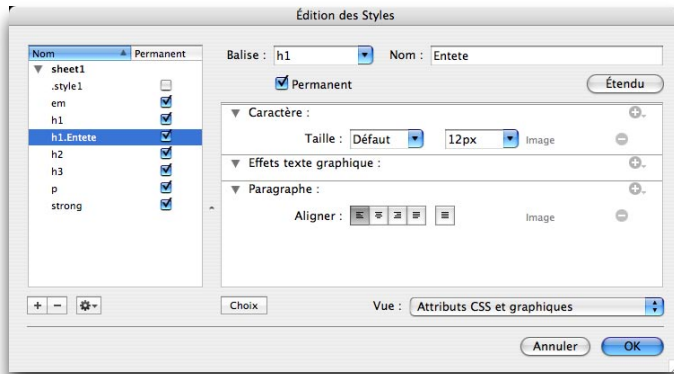 Édition des Styles
Nom Permanent
sheet1
.style1
em
h1
h1.Entete
h2
h3
p
strong
Balise : h1 Nom : Entete
Permanent Étendu
Caractère :
Taille : Défaut 12px Image
Effets texte graphique :
Paragraphe :
Aligner : Image
Choix Vue : Attributs CSS et graphiques
Annuler OK